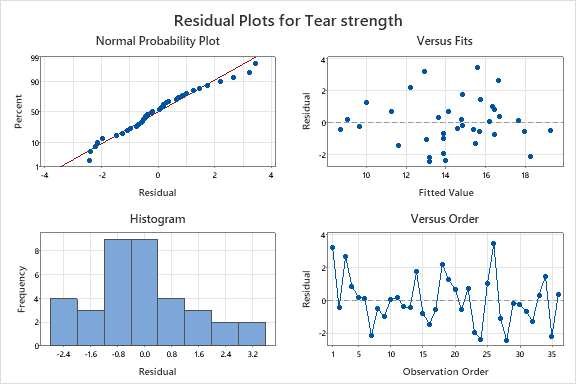 Residual Plots for Tear strength
Normal Probability Plot
99
90
50
10
1
Percent
-4 -2 0 2 4
Residual
Versus Fits
4
2
0
-2
Residual
10 12 14 16 18
Fitted Value
Histogram
8
6
4
2
0
Frequency
-2.4 -1.6 -0.8 0.0 0.8 1.6 2.4 3.2
Residual
Versus Order
4
2
0
-2
Residual
1 5 10 15 20 25 30 35
Observation Order